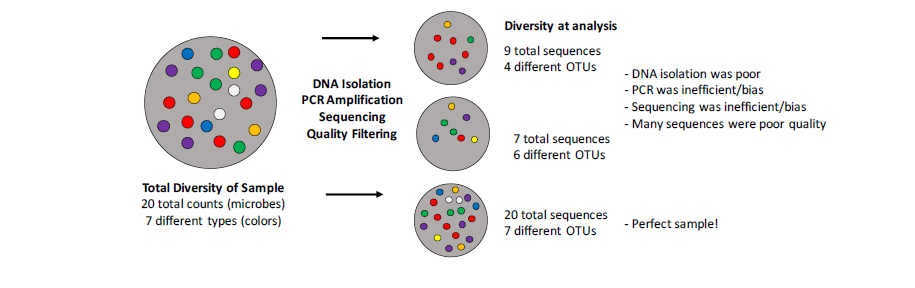 Diversity at analysis
9 total sequences
4 different OTUs
DNA Isolation
PCR Amplification
Sequencing
Quality Filtering
- DNA isolation was poor
- PCR was inefficient/bias
- Sequencing was inefficient/bias
- Many sequences were poor quality
7 total sequences
6 different OTUs
Total Diversity of Sample
20 total counts (microbes)
7 different types (colors)
20 total sequences
7 different OTUs
- Perfect sample!